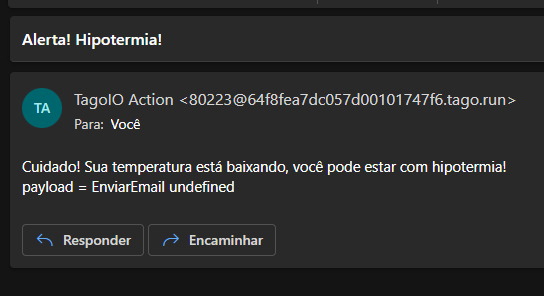 Alerta! Hipotermia!
TA
TagoIO Action <80223@64f8fea7dc057d00101747f6.tago.run>
Para: Você
Cuidado! Sua temperatura está baixando, você pode estar com hipotermia!
payload = EnviarEmail undefined
Responder
Encaminhar